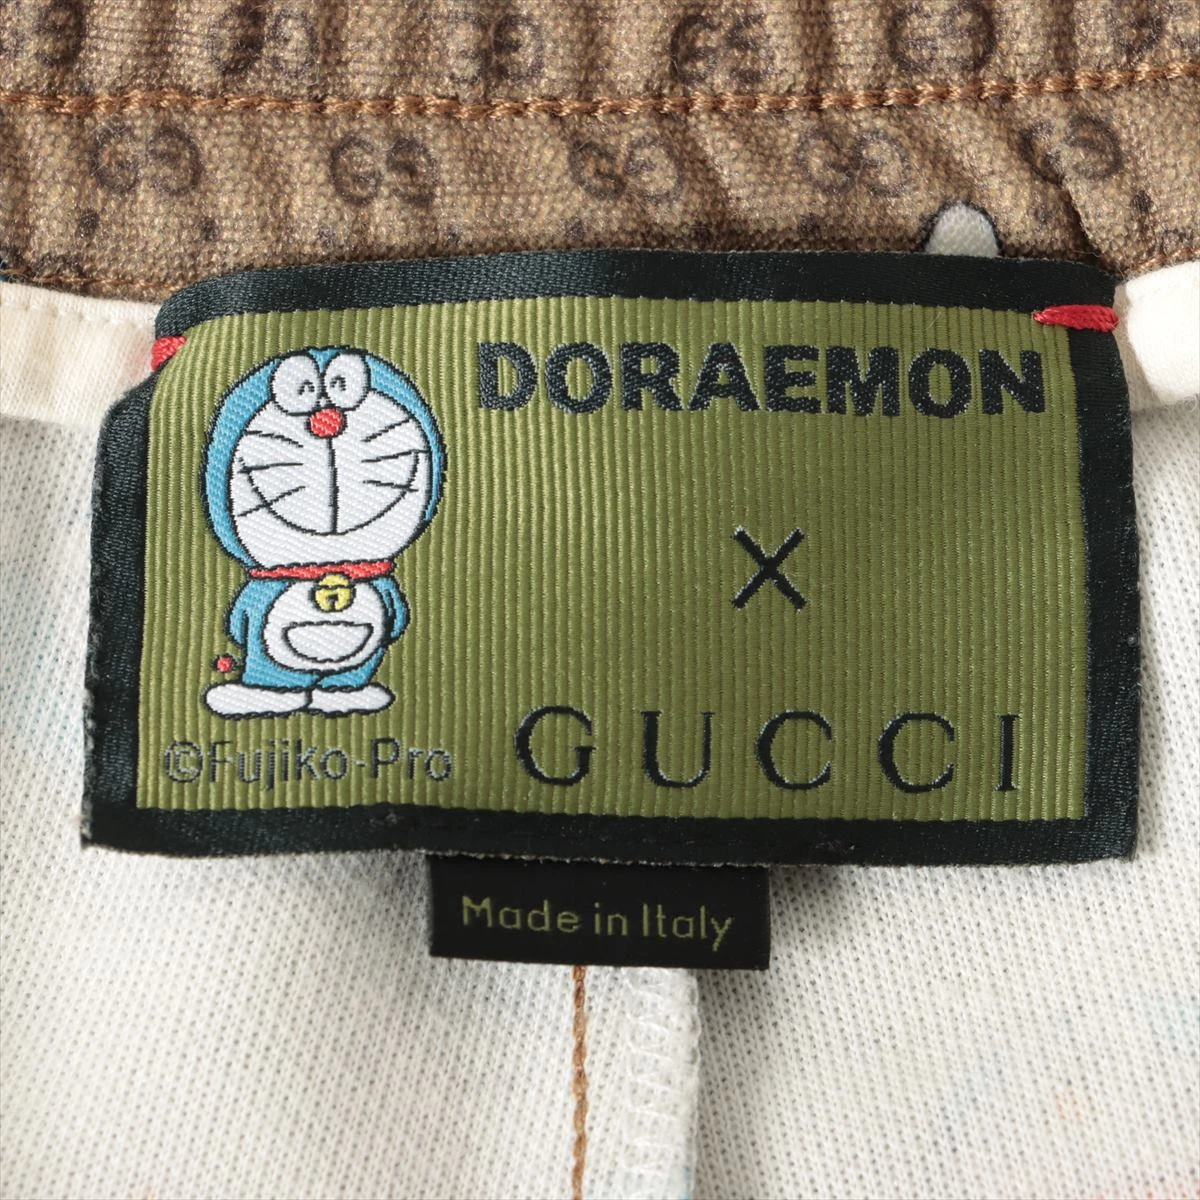 DORAEMON
×
GUCCI
©Fujiko-Pro
Made in Italy